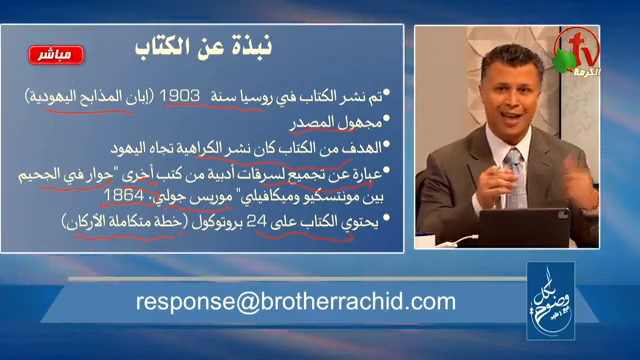 نبذة عن الكتاب
مباشر
tv
الكرمة
•تم نشر الكتاب في روسيا سنة 1903 (إبان المذابح اليهودية)
•مجهول المصدر
الهدف من الكتاب كان نشر الكراهية تجاه اليهود
•عبارة عن تجميع لسرقات أدبية من كتب أخرى "حوار في الجحيم
بين مونتسكيو وميكافيلي" موريس جولي، 1864
•يحتوي الكتاب على 24 بروتوكول (خطة متكاملة الأركان)
بكل
وضوح
response@brotherrachid.com